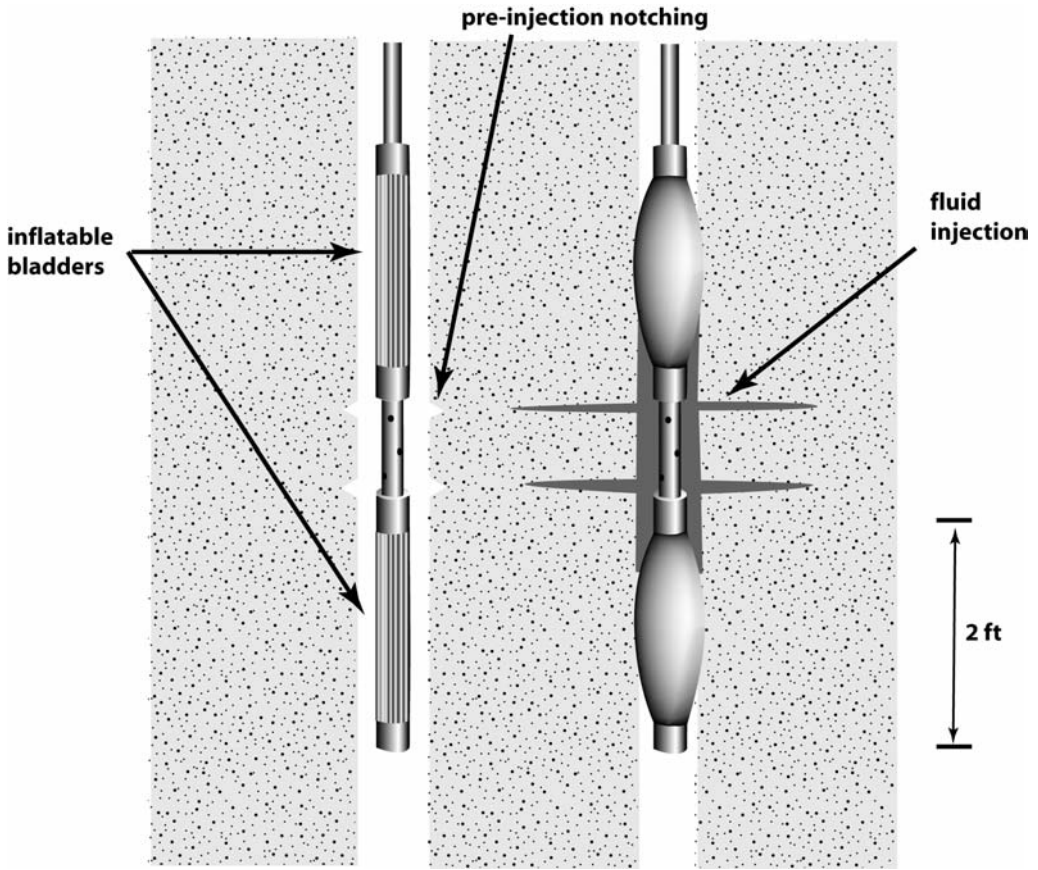 pre-injection notching
inflatable
bladders
fluid
injection
2 ft